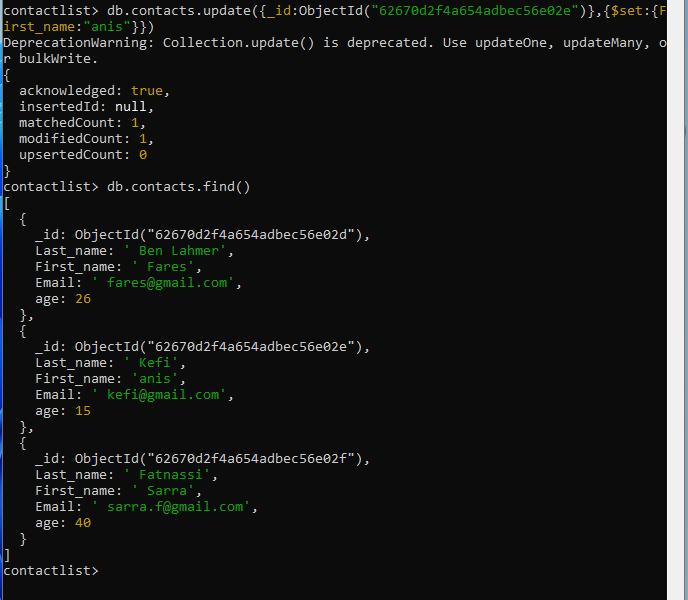 contactlist> db.contacts.update({_id:ObjectId("62670d2f4a654adbec56e02e")},{$set:{F
irst_name:"anis"}})
DeprecationWarning: Collection.update() is deprecated. Use updateOne, updateMany, o
r bulkWrite.
{
  acknowledged: true,
  insertedId: null,
  matchedCount: 1,
  modifiedCount: 1,
  upsertedCount: 0
}
contactlist> db.contacts.find()
[
  {
    _id: ObjectId("62670d2f4a654adbec56e02d"),
    Last_name: ' Ben Lahmer',
    First_name: ' Fares',
    Email: ' fares@gmail.com',
    age: 26
  },
  {
    _id: ObjectId("62670d2f4a654adbec56e02e"),
    Last_name: ' Kefi',
    First_name: 'anis',
    Email: ' kefi@gmail.com',
    age: 15
  },
  {
    _id: ObjectId("62670d2f4a654adbec56e02f"),
    Last_name: ' Fatnassi',
    First_name: ' Sarra',
    Email: ' sarra.f@gmail.com',
    age: 40
  }
]
contactlist>